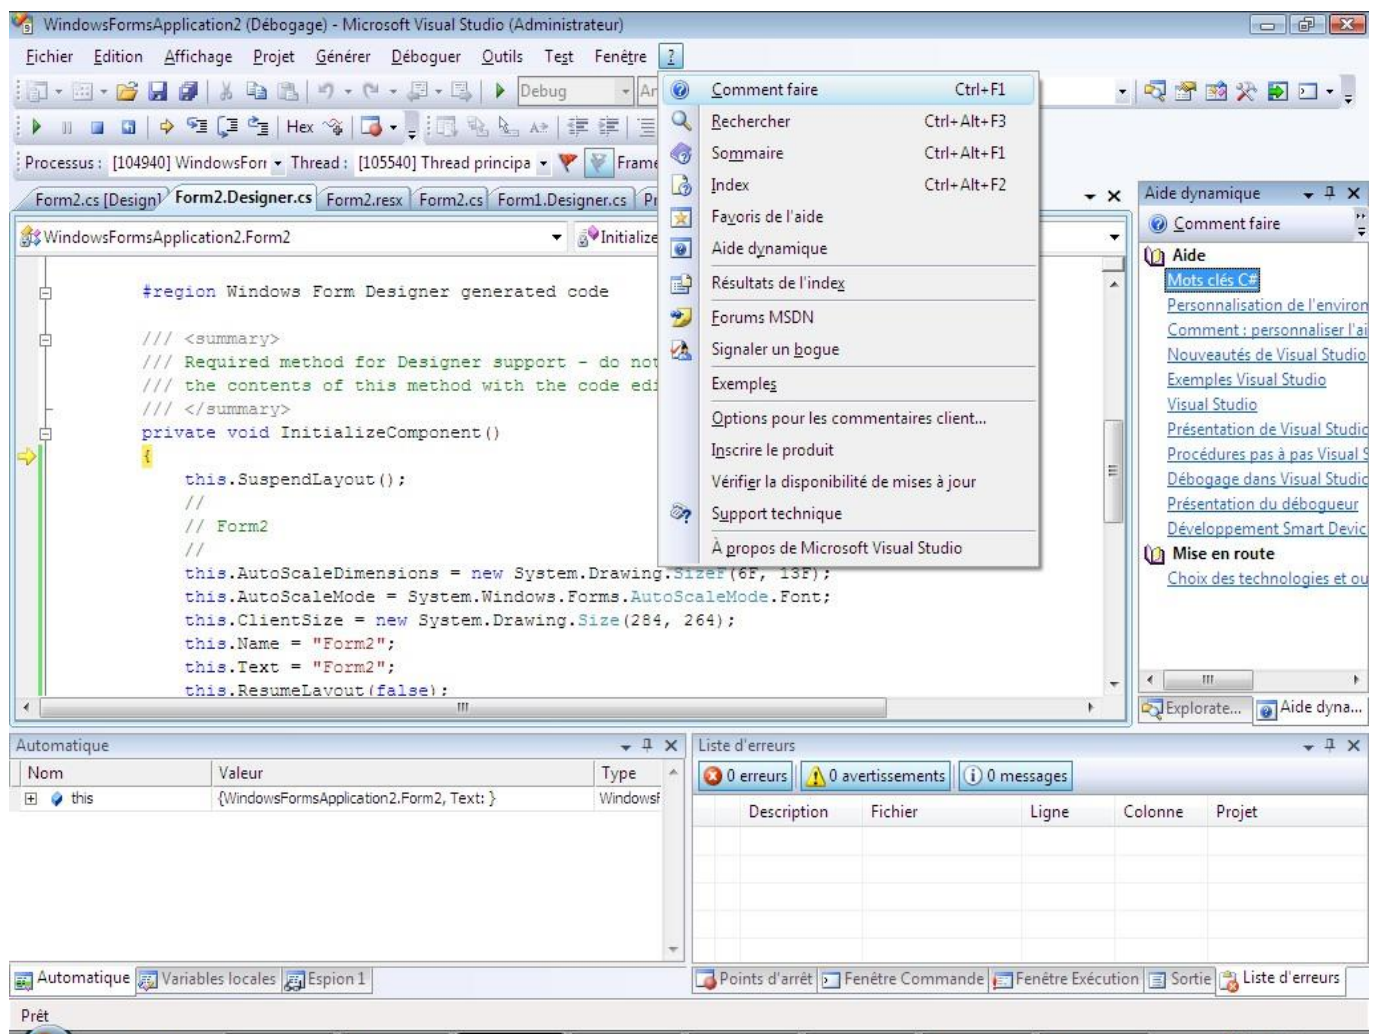 WindowsFormsApplication2 (Débogage) - Microsoft Visual Studio (Administrateur)
Fichier Edition Affichage Projet Générer Déboguer Outils Test Fenêtre ?
Debug
Hex
Processus : [104940] WindowsForr Thread : [105540] Thread principa Frame
Comment faire Ctrl+F1
Rechercher Ctrl+Alt+F3
Sommaire Ctrl+Alt+F1
Index Ctrl+Alt+F2
Favoris de l'aide
Aide dynamique
Résultats de l'index
Forums MSDN
Signaler un bogue
Exemples
Options pour les commentaires client...
Inscrire le produit
Vérifier la disponibilité de mises à jour
Support technique
À propos de Microsoft Visual Studio
Form2.cs [Design] Form2.Designer.cs Form2.resx Form2.cs Form1.Designer.cs Pr
WindowsFormsApplication2.Form2 Initialize
#region Windows Form Designer generated code
/// <summary>
/// Required method for Designer support - do not
/// the contents of this method with the code edi
/// </summary>
private void InitializeComponent()
{
this.SuspendLayout();
//
// Form2
//
this.AutoScaleDimensions = new System.Drawing.SizeF(6F, 13F);
this.AutoScaleMode = System.Windows.Forms.AutoScaleMode.Font;
this.ClientSize = new System.Drawing.Size(284, 264);
this.Name = "Form2";
this.Text = "Form2";
this.ResumeLayout(false);
Aide dynamique
Comment faire
Aide
Mots clés C#
Personnalisation de l'environ
Comment : personnaliser l'ai
Nouveautés de Visual Studio
Exemples Visual Studio
Visual Studio
Présentation de Visual Studio
Procédures pas à pas Visual S
Débogage dans Visual Studio
Présentation du débogueur
Développement Smart Devic
Mise en route
Choix des technologies et ou
Explorate... Aide dyna...
Automatique
Nom Valeur Type
this {WindowsFormsApplication2.Form2, Text: } WindowsF
Automatique Variables locales Espion 1
Liste d'erreurs
0 erreurs 0 avertissements 0 messages
Description Fichier Ligne Colonne Projet
Points d'arrêt Fenêtre Commande Fenêtre Exécution Sortie Liste d'erreurs
Prêt